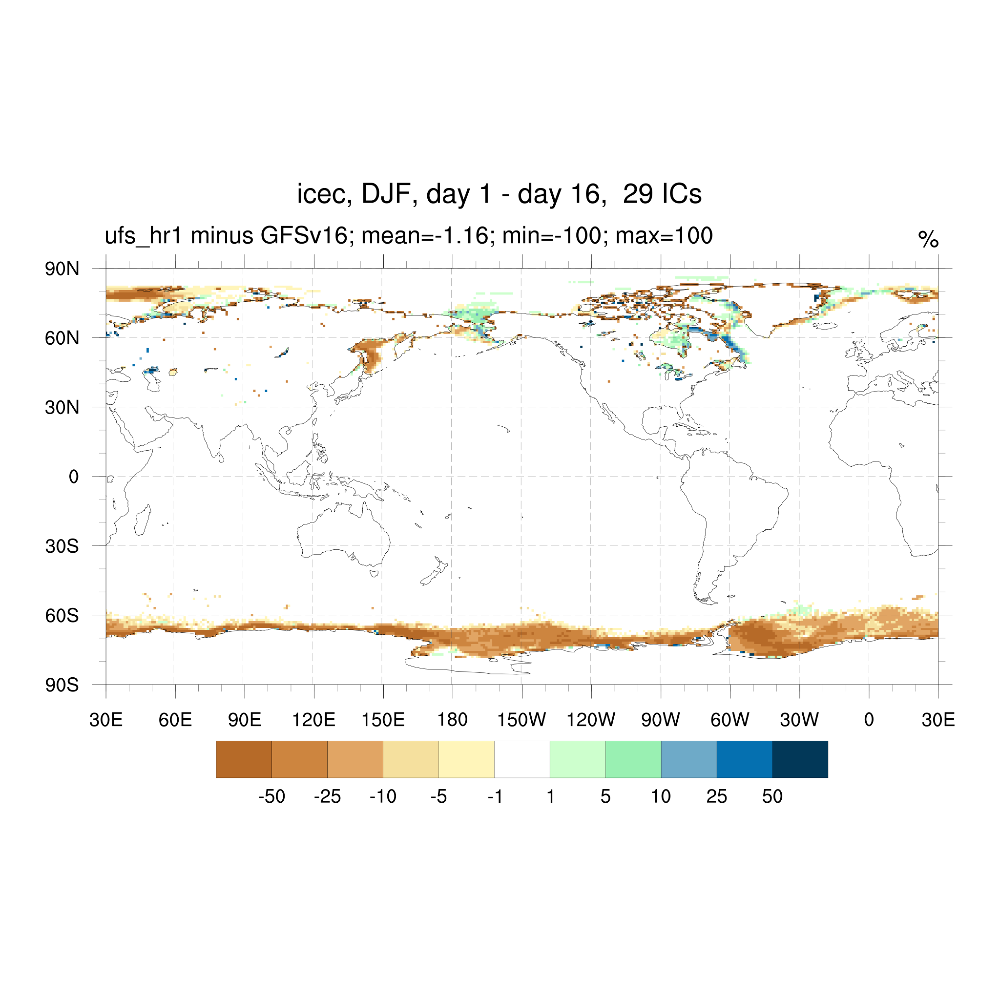 icec, DJF, day 1 - day 16, 29 ICs
ufs_hr1 minus GFSv16; mean=-1.16; min=-100; max=100 %
90N
60N
30N
0
30S
60S
90S
30E 60E 90E 120E 150E 180 150W 120W 90W 60W 30W 0 30E
-50 -25 -10 -5 -1 1 5 10 25 50